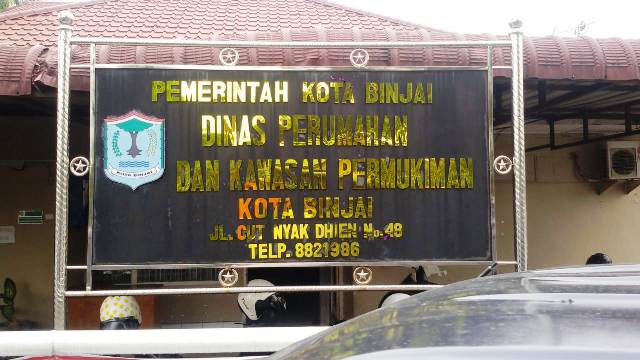 PEMERINTAH KOTA BINJAI
DINAS PERUMAHAN
DAN KAWASAN PERMUKIMAN
KOTA BINJAI
JL. CUT NYAK DHIEN No.48
TELP. 8821986